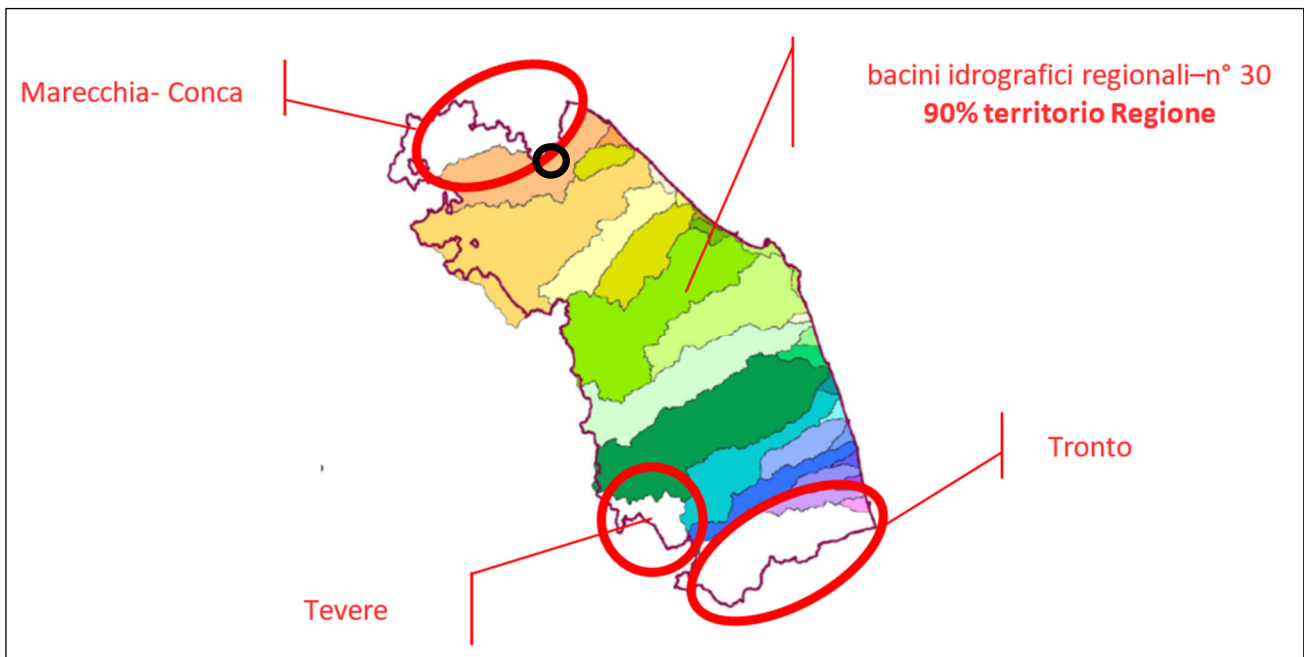 Marecchia- Conca
bacini idrografici regionali–n° 30
90% territorio Regione
Tronto
Tevere